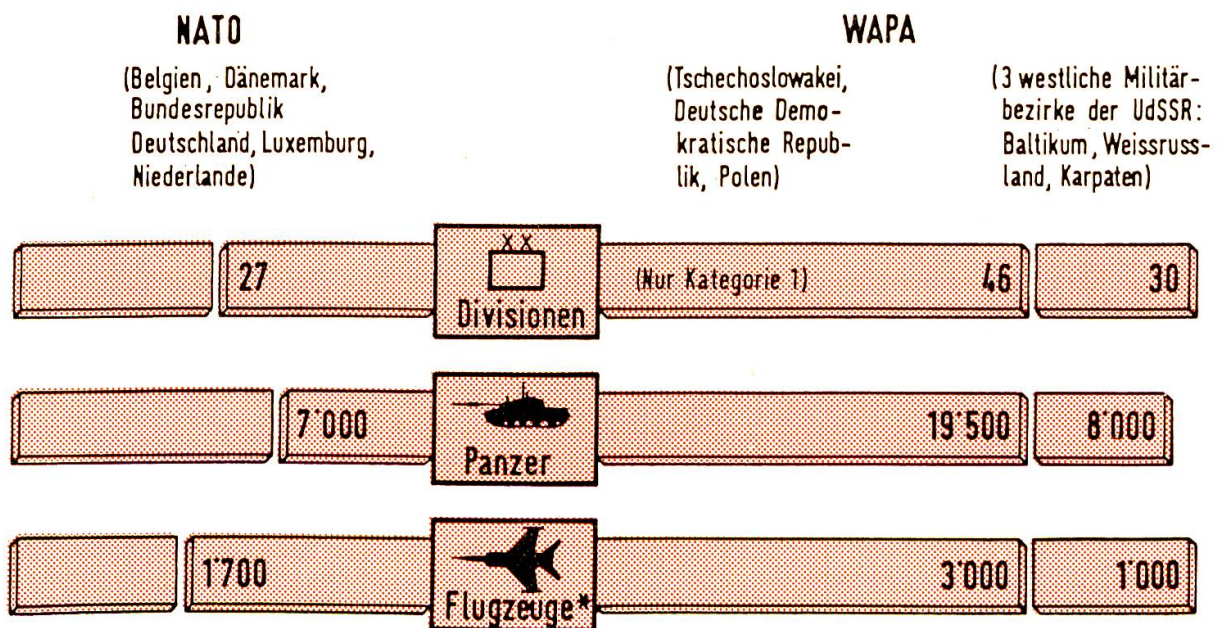 NATO
(Belgien, Dänemark,
Bundesrepublik
Deutschland, Luxemburg,
Niederlande)
WAPA
(Tschechoslowakei,
Deutsche Demo-
kratische Repub-
lik, Polen)
(3 westliche Militär-
bezirke der UdSSR:
Baltikum, Weissruss-
land, Karpaten)
27
XX
Divisionen
(Nur Kategorie 1)
46
30
7'000
Panzer
19'500
8'000
1'700
Flugzeuge*
3'000
1'000